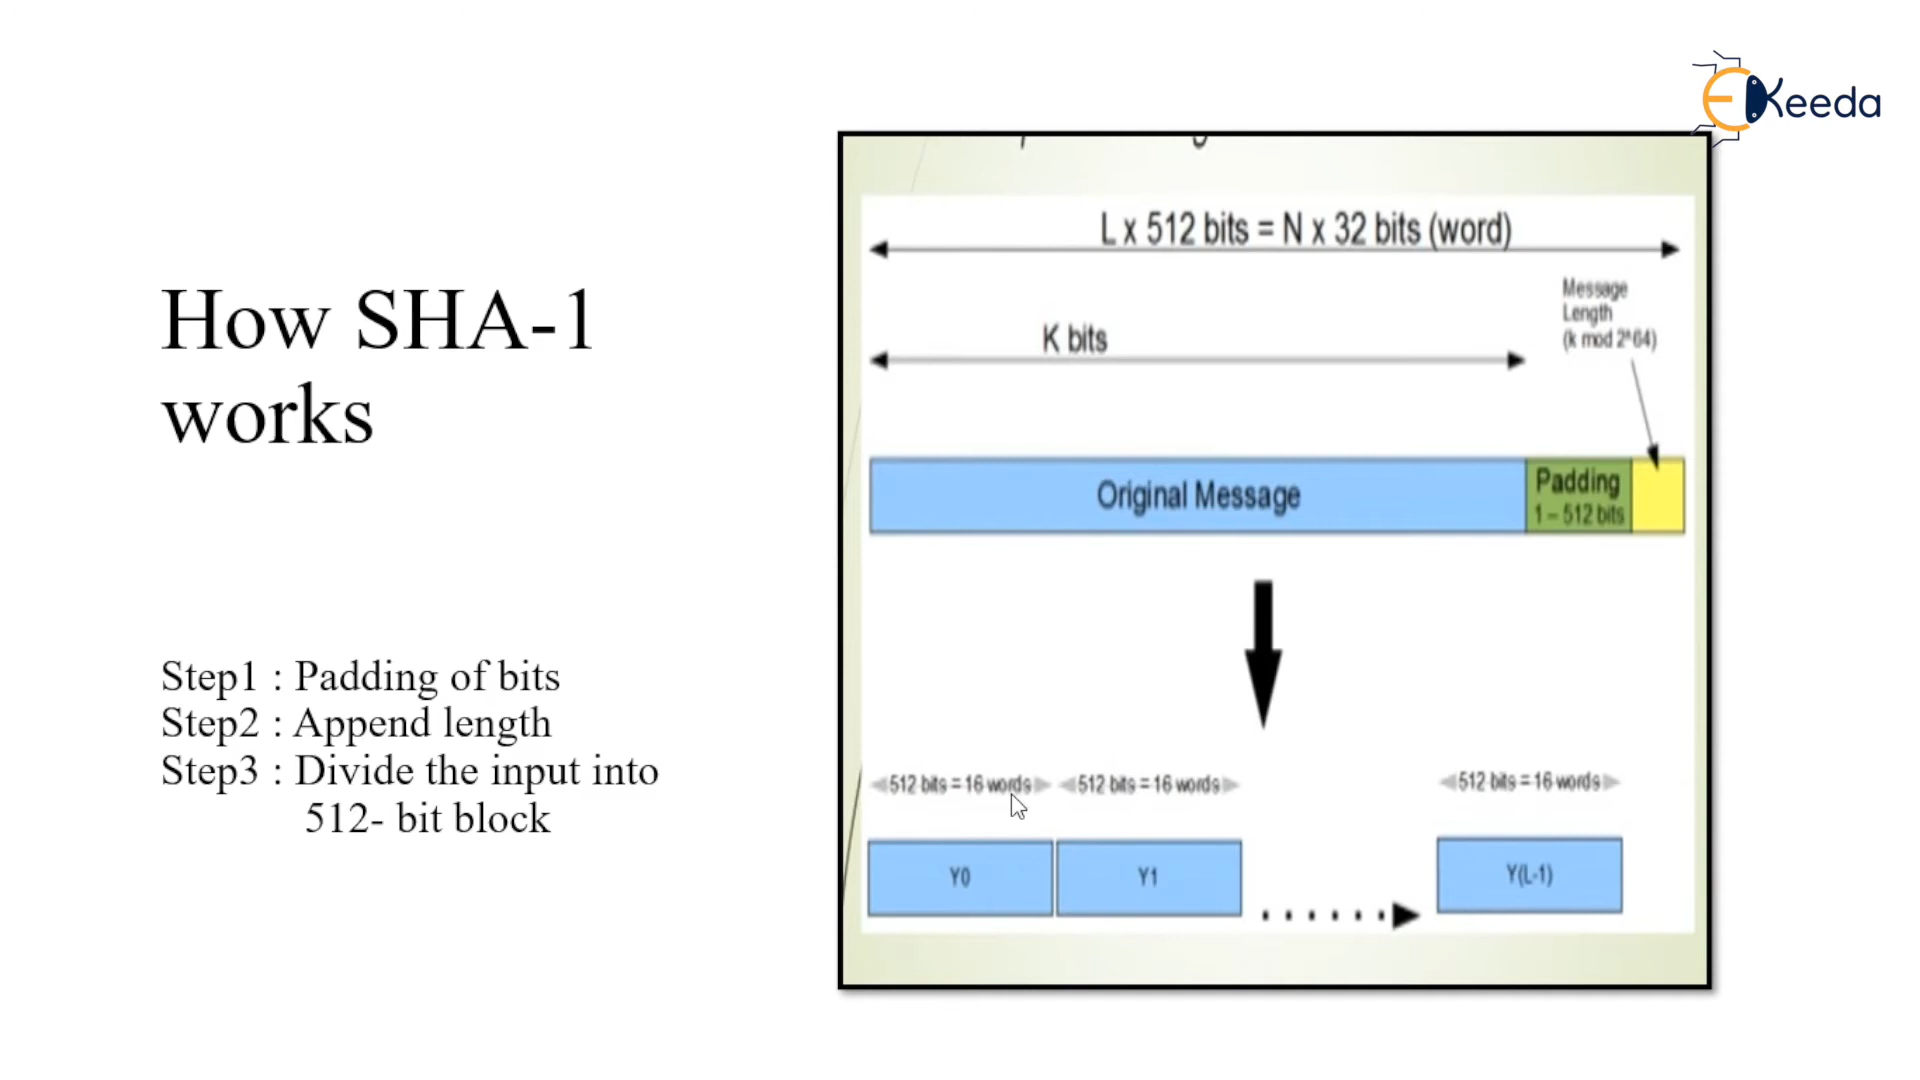 EKeeda
How SHA-1
works
Step1 : Padding of bits
Step2 : Append length
Step3 : Divide the input into
512- bit block
L x 512 bits = N x 32 bits (word)
Message
Length
(k mod 2^64)
K bits
Original Message
Padding
1 – 512 bits
512 bits = 16 words
512 bits = 16 words
512 bits = 16 words
Y0
Y1
Y(L-1)